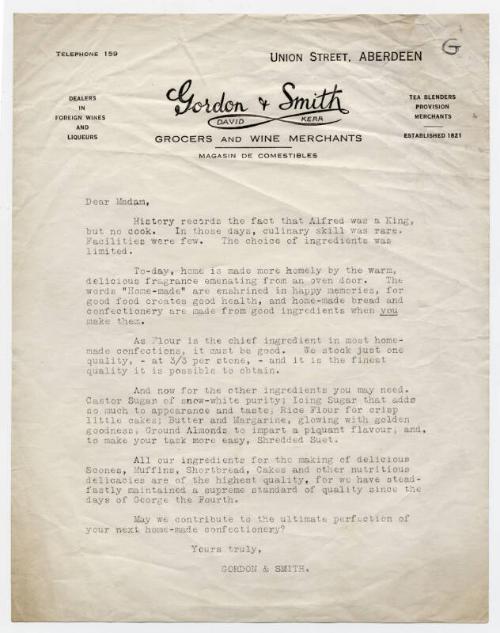 TELEPHONE 159
UNION STREET, ABERDEEN
G
DEALERS
IN
FOREIGN WINES
AND
LIQUEURS
Gordon & Smith
DAVID KERR
GROCERS AND WINE MERCHANTS
MAGASIN DE COMESTIBLES
TEA BLENDERS
PROVISION
MERCHANTS
ESTABLISHED 1821
Dear Madam,
History records the fact that Alfred was a King,
but no cook. In those days, culinary skill was rare.
Facilities were few. The choice of ingredients was
limited.
To-day, home is made more homely by the warm,
delicious fragrance emenating from an oven door. The
words "Home-made" are enshrined in happy memories, for
good food creates good health, and home-made bread and
confectionery are made from good ingredients when you
make them.
As Flour is the chief ingredient in most home-
made confections, it must be good. We stock just one
quality, - at 3/3 per stone, - and it is the finest
quality it is possible to obtain.
And now for the other ingredients you may need.
Castor Sugar of snow-white purity; Icing Sugar that adds
so much to appearance and taste; Rice Flour for crisp
little cakes; Butter and Margarine, glowing with golden
goodness; Ground Almonds to impart a piquant flavour; and,
to make your task more easy, Shredded Suet.
All our ingredients for the making of delicious
Scones, Muffins, Shortbread, Cakes and other nutritious
delicacies are of the highest quality, for we have stead-
fastly maintained a supreme standard of quality since the
days of George the Fourth.
May we contribute to the ultimate perfection of
your next home-made confectionery?
Yours truly,
GORDON & SMITH.